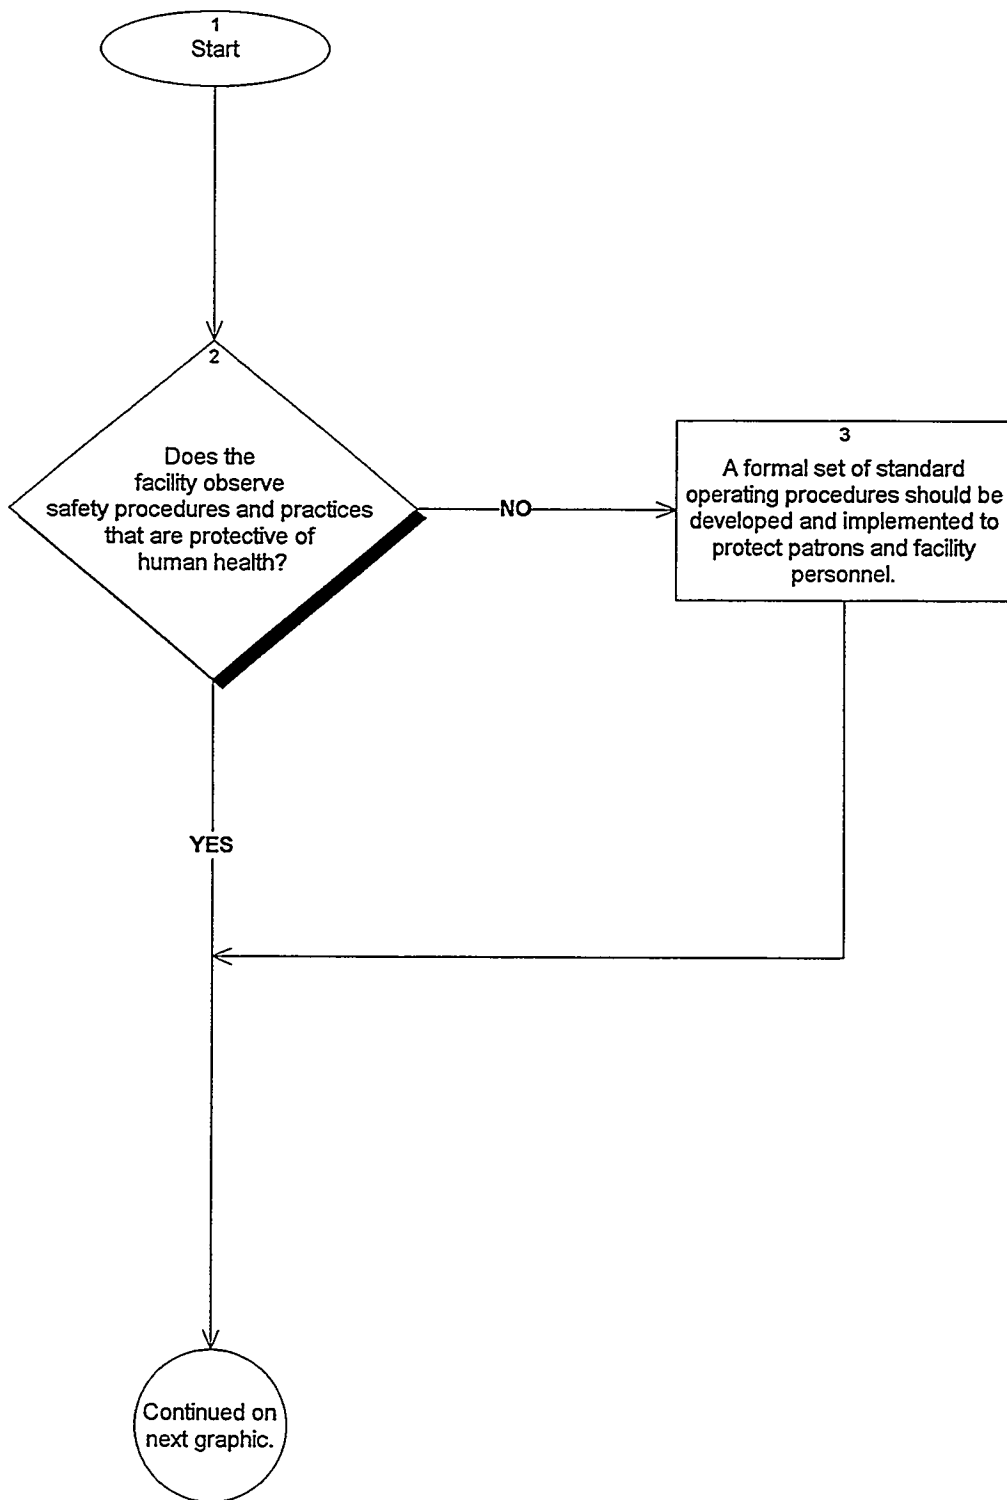 1
Start
2
Does the
facility observe
safety procedures and practices
that are protective of
human health?
NO
3
A formal set of standard
operating procedures should be
developed and implemented to
protect patrons and facility
personnel.
YES
Continued on
next graphic.